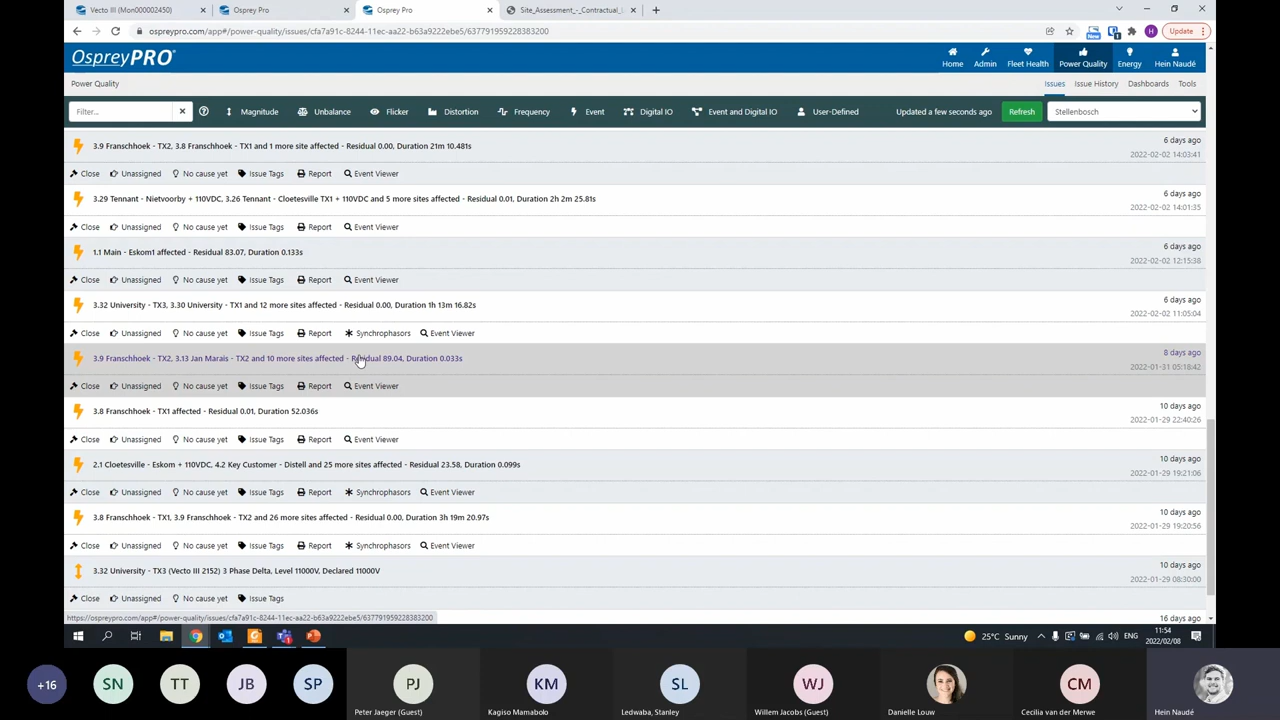 Vecto III (Mon000002450)
Osprey Pro
Osprey Pro
Site_Assessment_-_Contractual_
ospreypro.com/app#/power-quality/issues/cfa7a91c-8244-11ec-aa22-b63a9222ebe5/637791959228383200
Update
OspreyPRO
Home
Admin
Fleet Health
Power Quality
Energy
Hein Naudé
Power Quality
Issues
Issue History
Dashboards
Tools
Filter...
Magnitude
Unbalance
Flicker
Distortion
Frequency
Event
Digital IO
Event and Digital IO
User-Defined
Updated a few seconds ago
Refresh
Stellenbosch
3.9 Franschhoek - TX2, 3.8 Franschhoek - TX1 and 1 more site affected - Residual 0.00, Duration 21m 10.481s
6 days ago
2022-02-02 14:03:41
Close Unassigned No cause yet Issue Tags Report Event Viewer
3.29 Tennant - Nietvoorby + 110VDC, 3.26 Tennant - Cloetesville TX1 + 110VDC and 5 more sites affected - Residual 0.01, Duration 2h 2m 25.81s
6 days ago
2022-02-02 14:01:35
Close Unassigned No cause yet Issue Tags Report Event Viewer
1.1 Main - Eskom1 affected - Residual 83.07, Duration 0.133s
6 days ago
2022-02-02 12:15:38
Close Unassigned No cause yet Issue Tags Report Event Viewer
3.32 University - TX3, 3.30 University - TX1 and 12 more sites affected - Residual 0.00, Duration 1h 13m 16.82s
6 days ago
2022-02-02 11:05:04
Close Unassigned No cause yet Issue Tags Report Synchrophasors Event Viewer
3.9 Franschhoek - TX2, 3.13 Jan Marais - TX2 and 10 more sites affected - Residual 89.04, Duration 0.033s
8 days ago
2022-01-31 05:18:42
Close Unassigned No cause yet Issue Tags Report Event Viewer
3.8 Franschhoek - TX1 affected - Residual 0.01, Duration 52.036s
10 days ago
2022-01-29 22:40:26
Close Unassigned No cause yet Issue Tags Report Event Viewer
2.1 Cloetesville - Eskom + 110VDC, 4.2 Key Customer - Distell and 25 more sites affected - Residual 23.58, Duration 0.099s
10 days ago
2022-01-29 19:21:06
Close Unassigned No cause yet Issue Tags Report Synchrophasors Event Viewer
3.8 Franschhoek - TX1, 3.9 Franschhoek - TX2 and 26 more sites affected - Residual 0.00, Duration 3h 19m 20.97s
10 days ago
2022-01-29 19:20:56
Close Unassigned No cause yet Issue Tags Report Synchrophasors Event Viewer
3.32 University - TX3 (Vecto III 2152) 3 Phase Delta, Level 11000V, Declared 11000V
10 days ago
2022-01-29 08:30:00
Close Unassigned No cause yet Issue Tags
https://ospreypro.com/app#/power-quality/issues/cfa7a91c-8244-11ec-aa22-b63a9222ebe5/637791959228383200
16 days ago
25°C Sunny
ENG
11:54
2022/02/08
+16
SN
TT
JB
SP
PJ
KM
SL
WJ
CM
Peter Jaeger (Guest)
Kagiso Mamabolo
Ledwaba, Stanley
Willem Jacobs (Guest)
Danielle Louw
Cecilia van der Merwe
Hein Naudé